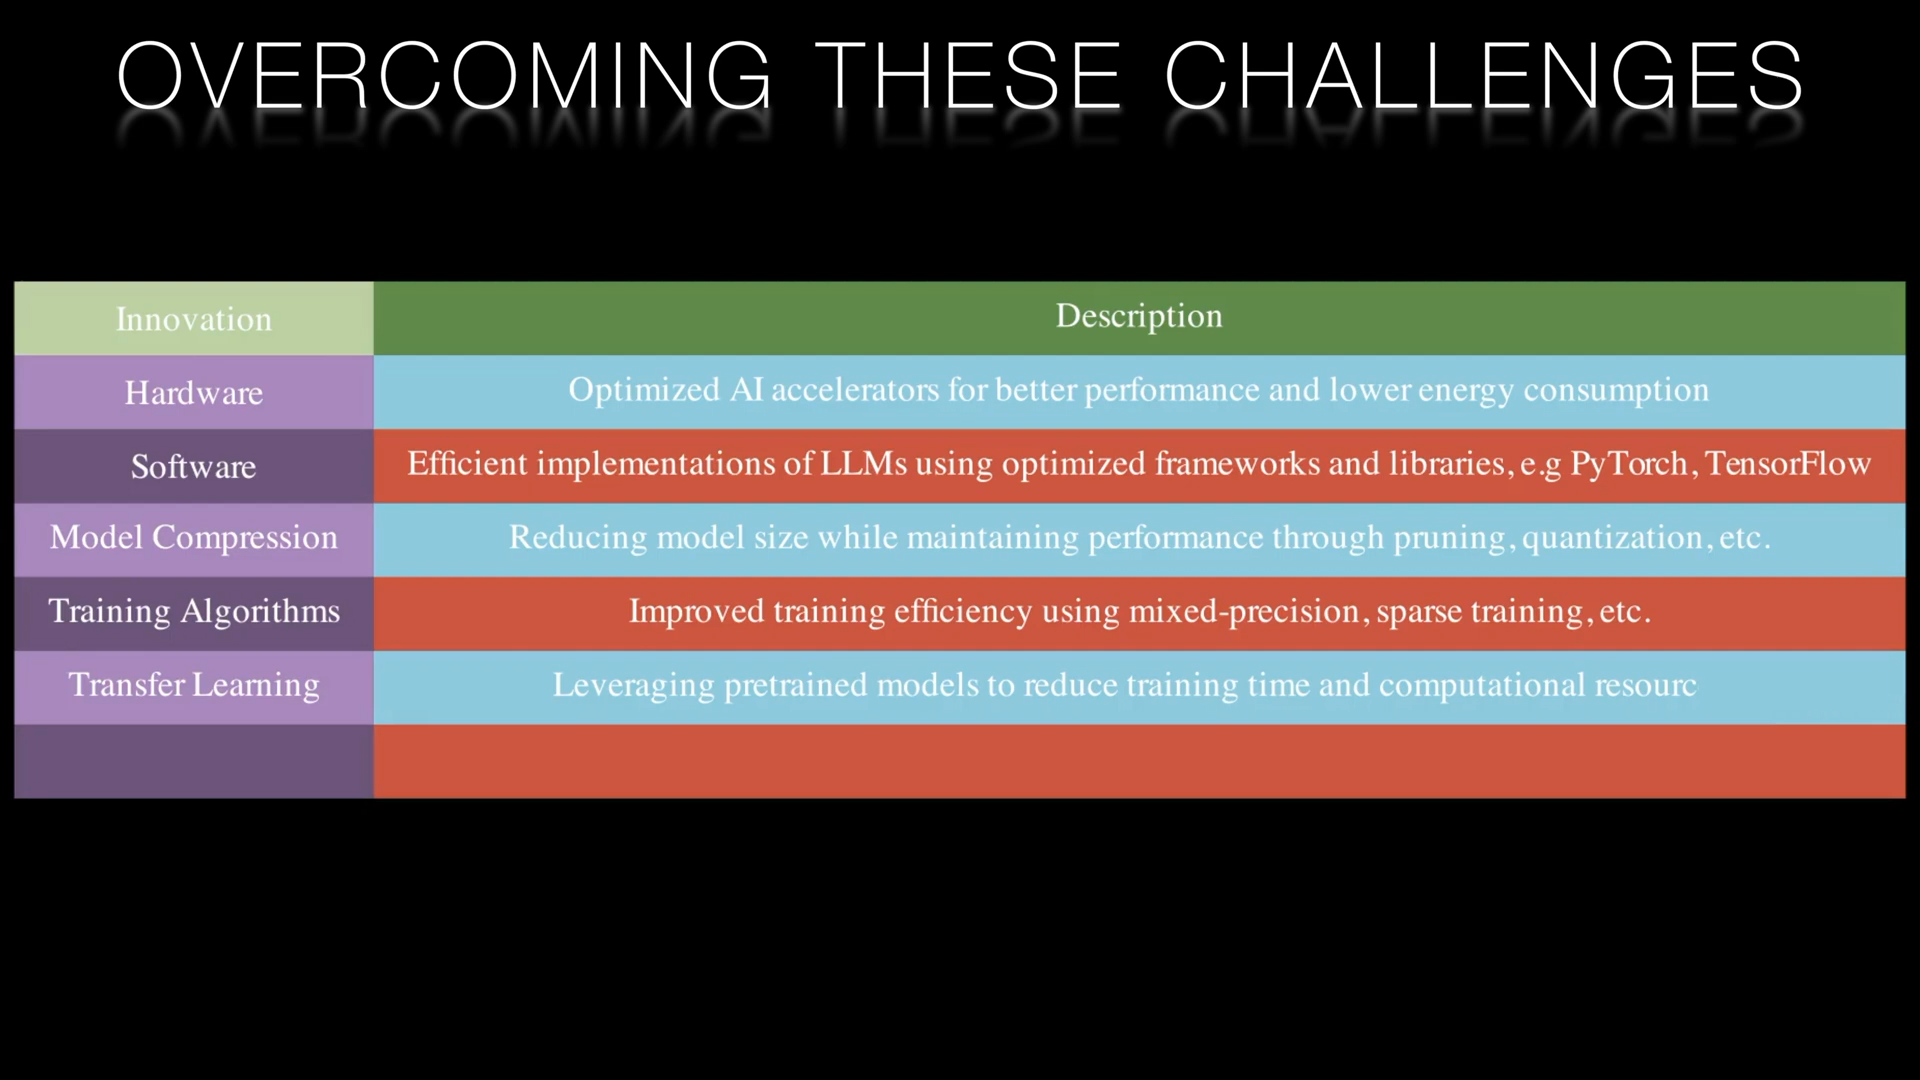 OVERCOMING THESE CHALLENGES
Innovation Description
Hardware Optimized AI accelerators for better performance and lower energy consumption
Software Efficient implementations of LLMs using optimized frameworks and libraries, e.g PyTorch, TensorFlow
Model Compression Reducing model size while maintaining performance through pruning, quantization, etc.
Training Algorithms Improved training efficiency using mixed-precision, sparse training, etc.
Transfer Learning Leveraging pretrained models to reduce training time and computational resourc